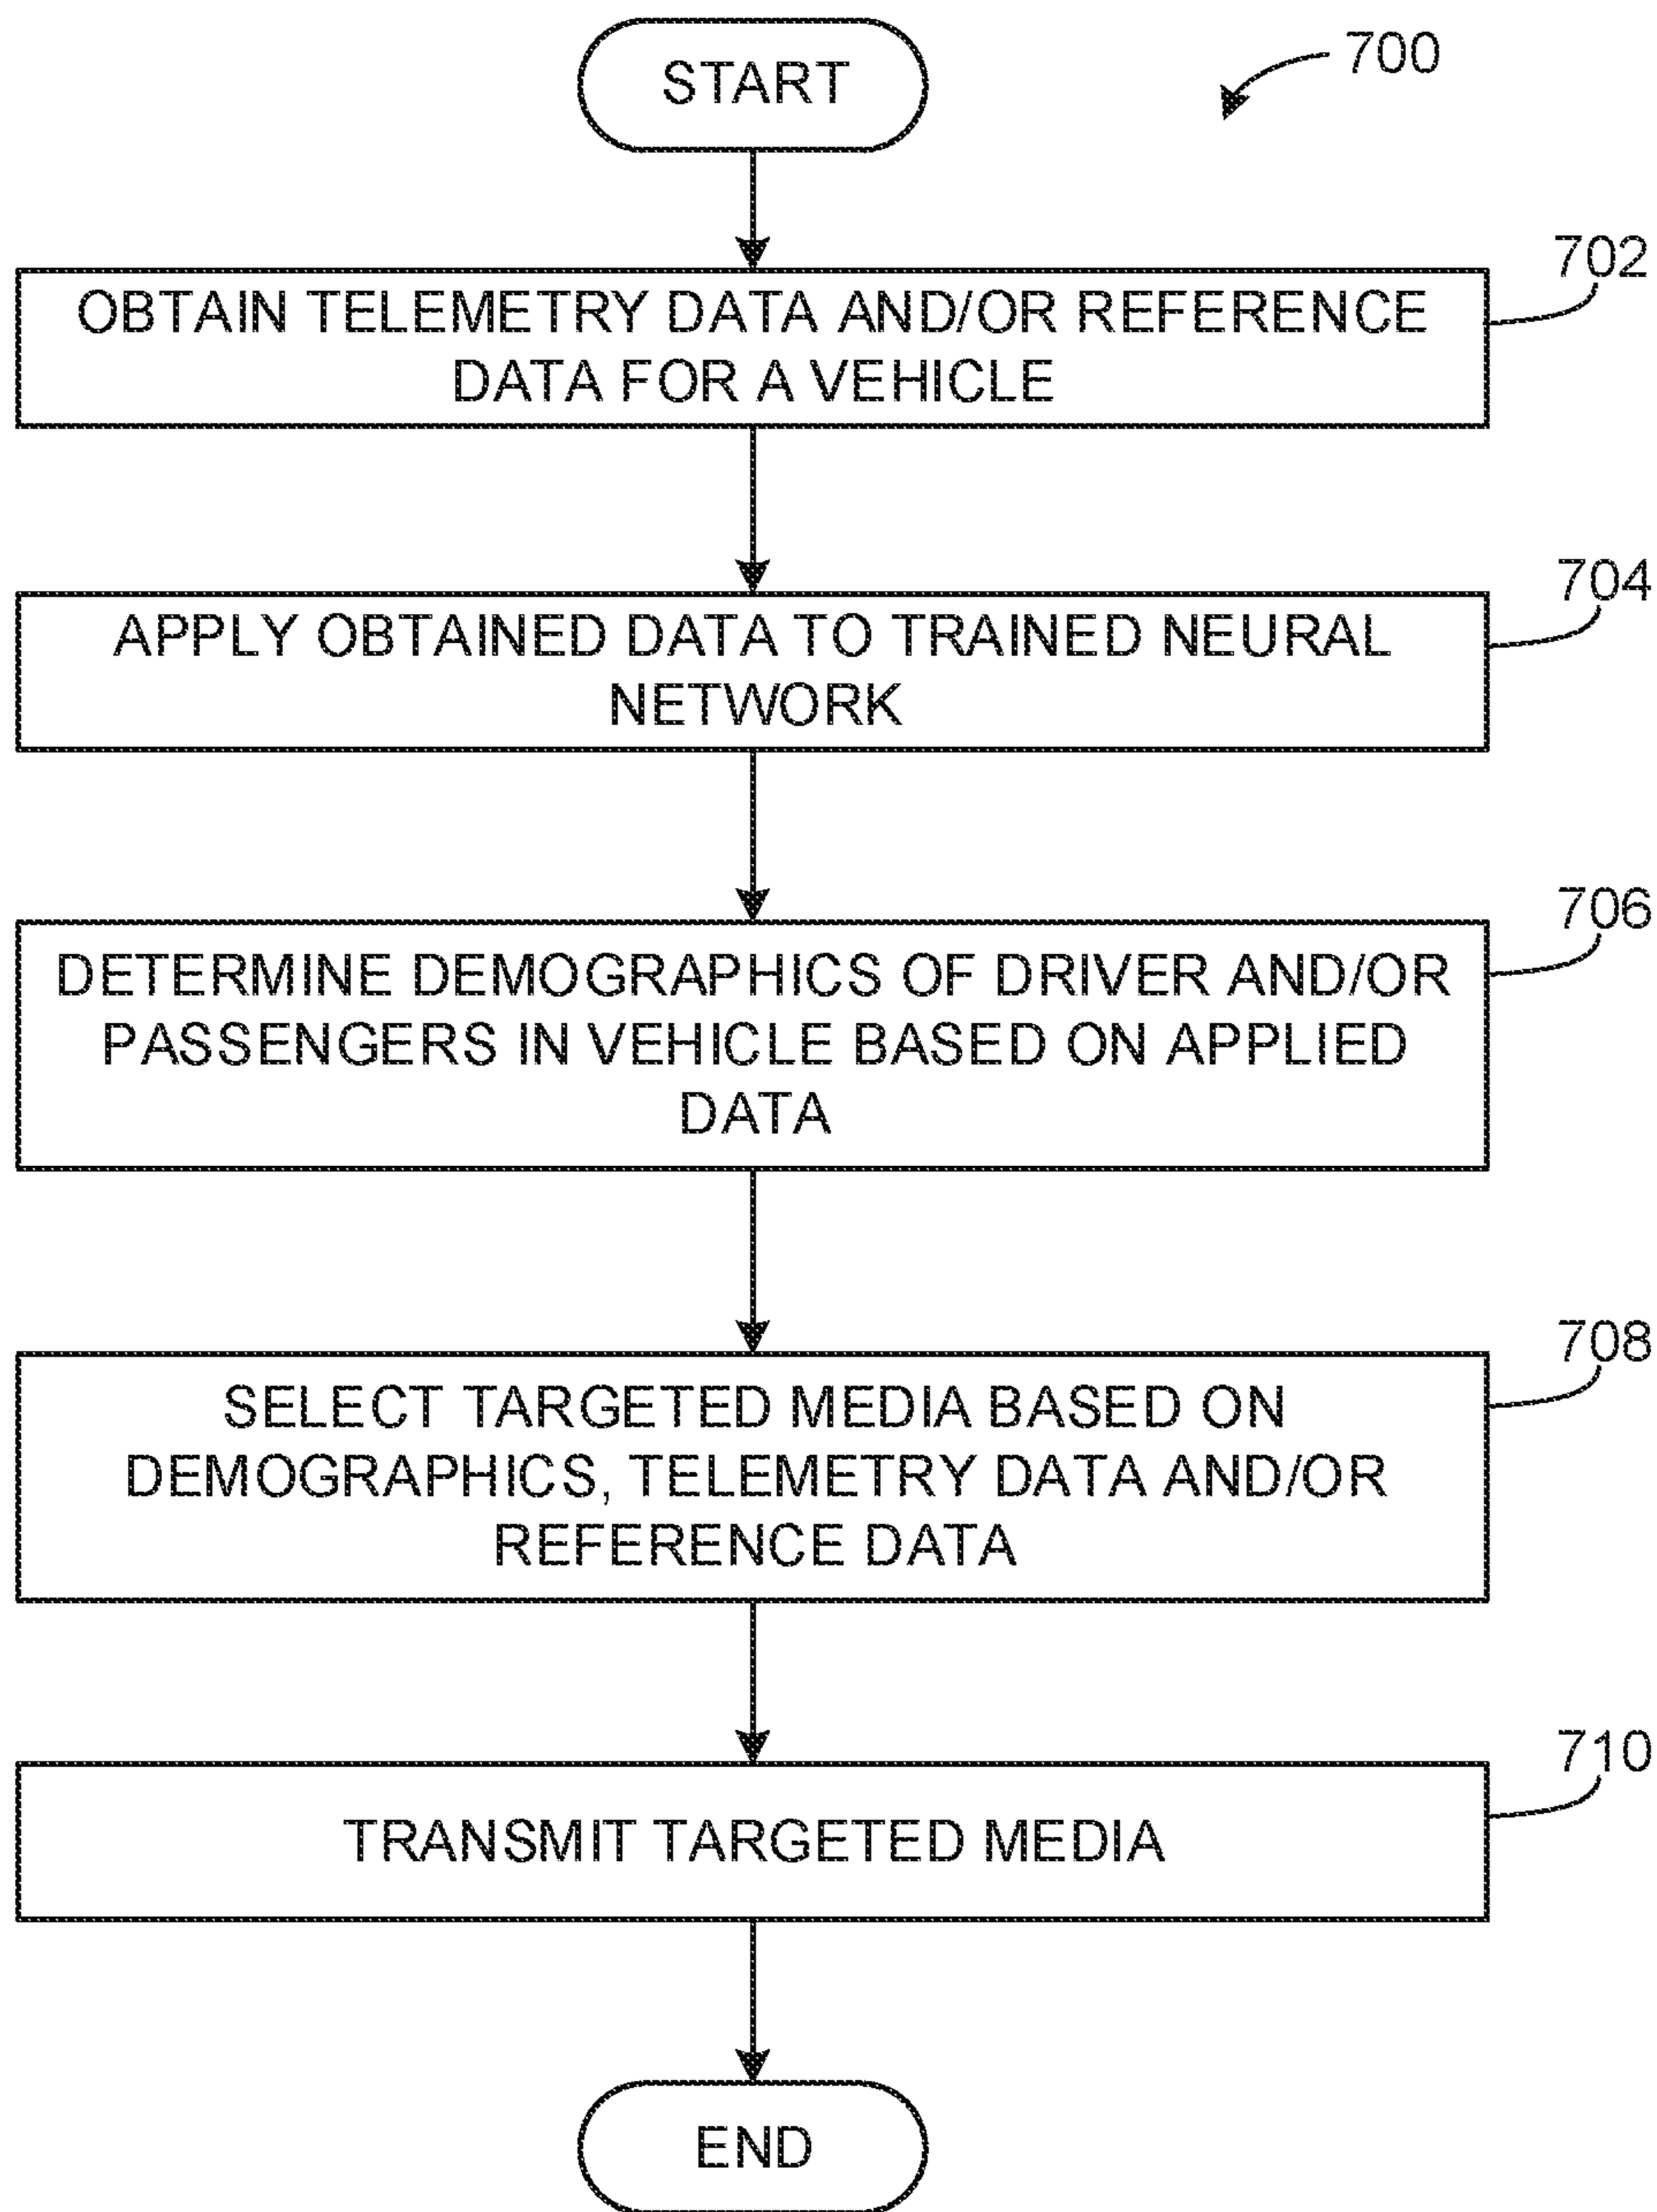 START
700
702
OBTAIN TELEMETRY DATA AND/OR REFERENCE
DATA FOR A VEHICLE
704
APPLY OBTAINED DATA TO TRAINED NEURAL
NETWORK
706
DETERMINE DEMOGRAPHICS OF DRIVER AND/OR
PASSENGERS IN VEHICLE BASED ON APPLIED
DATA
708
SELECT TARGETED MEDIA BASED ON
DEMOGRAPHICS, TELEMETRY DATA AND/OR
REFERENCE DATA
710
TRANSMIT TARGETED MEDIA
END